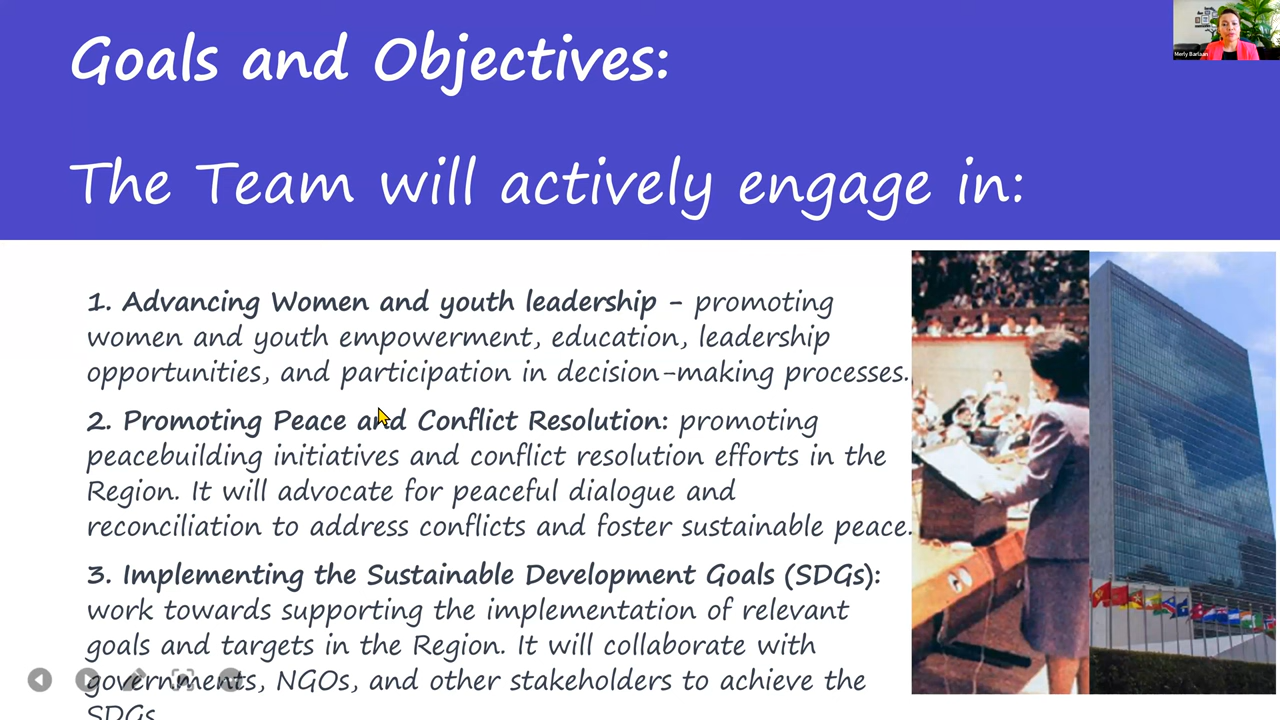 Goals and Objectives:
The Team will actively engage in:
Merly Barlaan
1. Advancing Women and youth leadership - promoting
women and youth empowerment, education, leadership
opportunities, and participation in decision-making processes.
2. Promoting Peace and Conflict Resolution: promoting
peacebuilding initiatives and conflict resolution efforts in the
Region. It will advocate for peaceful dialogue and
reconciliation to address conflicts and foster sustainable peace.
3. Implementing the Sustainable Development Goals (SDGs):
work towards supporting the implementation of relevant
goals and targets in the Region. It will collaborate with
governments, NGOs, and other stakeholders to achieve the
SDGs